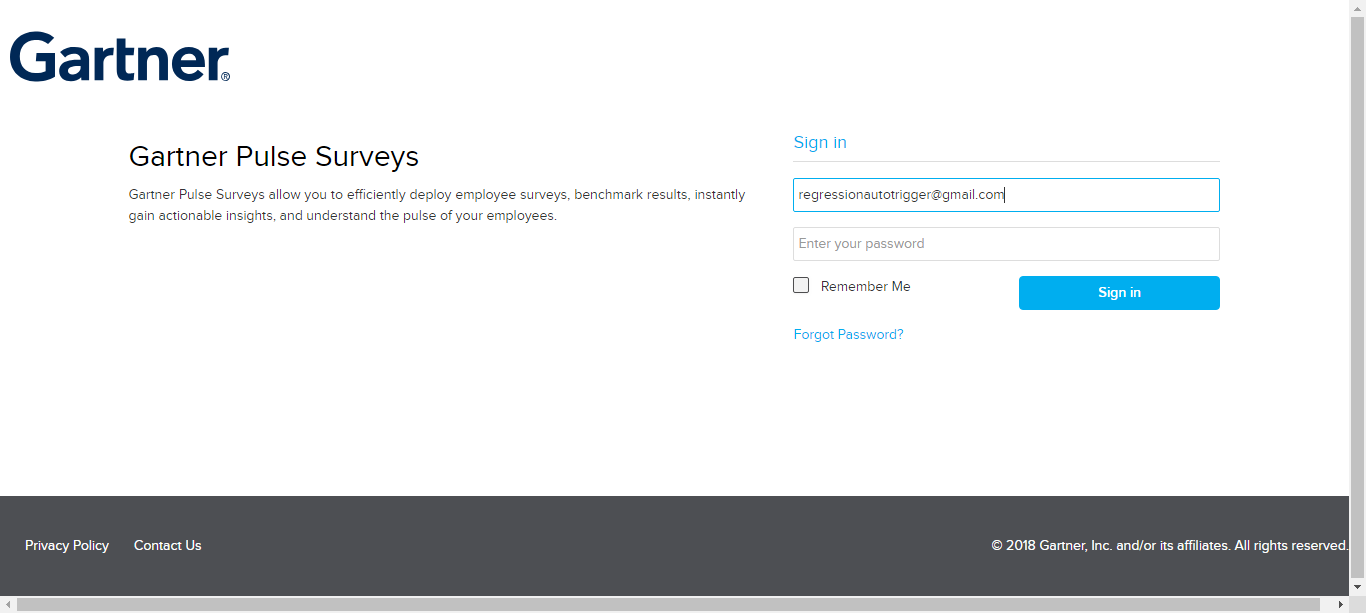 Gartner®
Gartner Pulse Surveys
Gartner Pulse Surveys allow you to efficiently deploy employee surveys, benchmark results, instantly
gain actionable insights, and understand the pulse of your employees.
Sign in
regressionautotrigger@gmail.com
Enter your password
Remember Me
Sign in
Forgot Password?
Privacy Policy
Contact Us
© 2018 Gartner, Inc. and/or its affiliates. All rights reserved.